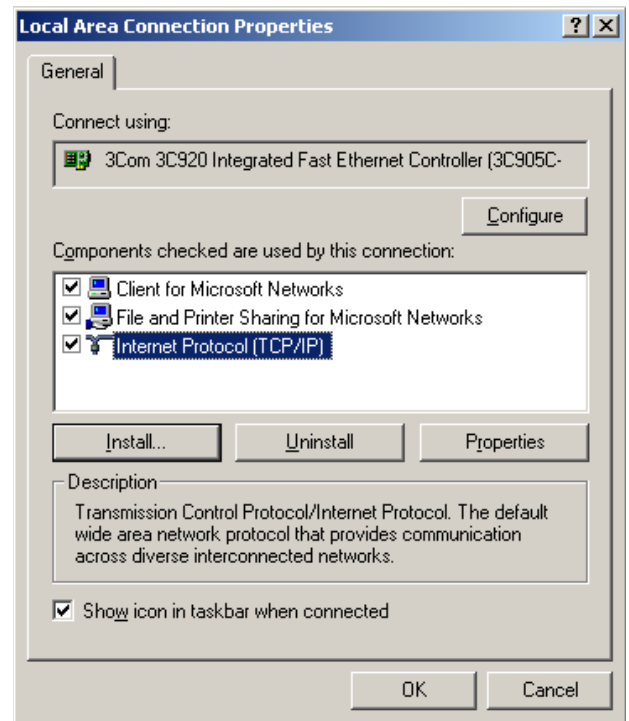 Local Area Connection Properties
General
Connect using:
3Com 3C920 Integrated Fast Ethernet Controller (3C905C-
Configure
Components checked are used by this connection:
Client for Microsoft Networks
File and Printer Sharing for Microsoft Networks
Internet Protocol (TCP/IP)
Install...
Uninstall
Properties
Description
Transmission Control Protocol/Internet Protocol. The default
wide area network protocol that provides communication
across diverse interconnected networks.
Show icon in taskbar when connected
OK
Cancel